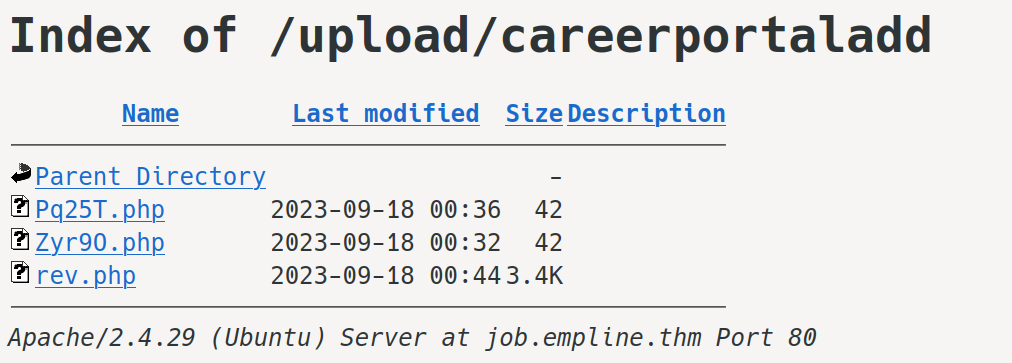 Index of /upload/careerportaladd
Name Last modified Size Description
Parent Directory -
Pq25T.php 2023-09-18 00:36 42
Zyr9O.php 2023-09-18 00:32 42
rev.php 2023-09-18 00:44 3.4K
Apache/2.4.29 (Ubuntu) Server at job.empline.thm Port 80